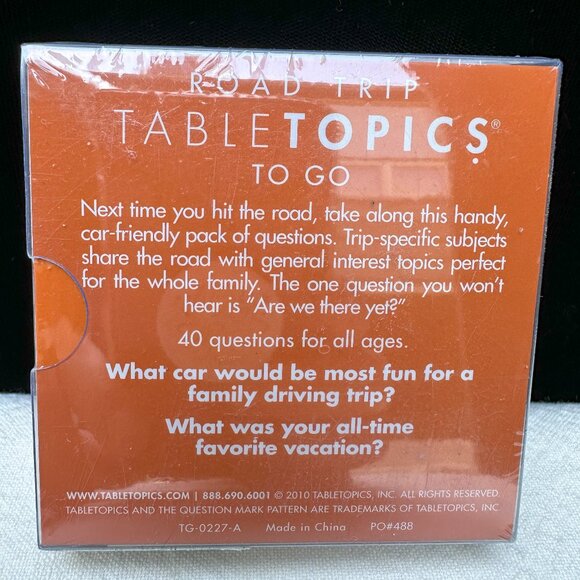 ROAD TRIP
TABLETOPICS®
TO GO
Next time you hit the road, take along this handy,
car-friendly pack of questions. Trip-specific subjects
share the road with general interest topics perfect
for the whole family. The one question you won't
hear is "Are we there yet?"
40 questions for all ages.
What car would be most fun for a
family driving trip?
What was your all-time
favorite vacation?
WWW.TABLETOPICS.COM | 888.690.6001 © 2010 TABLETOPICS, INC. ALL RIGHTS RESERVED.
TABLETOPICS AND THE QUESTION MARK PATTERN ARE TRADEMARKS OF TABLETOPICS, INC
TG-0227-A Made in China PO#488